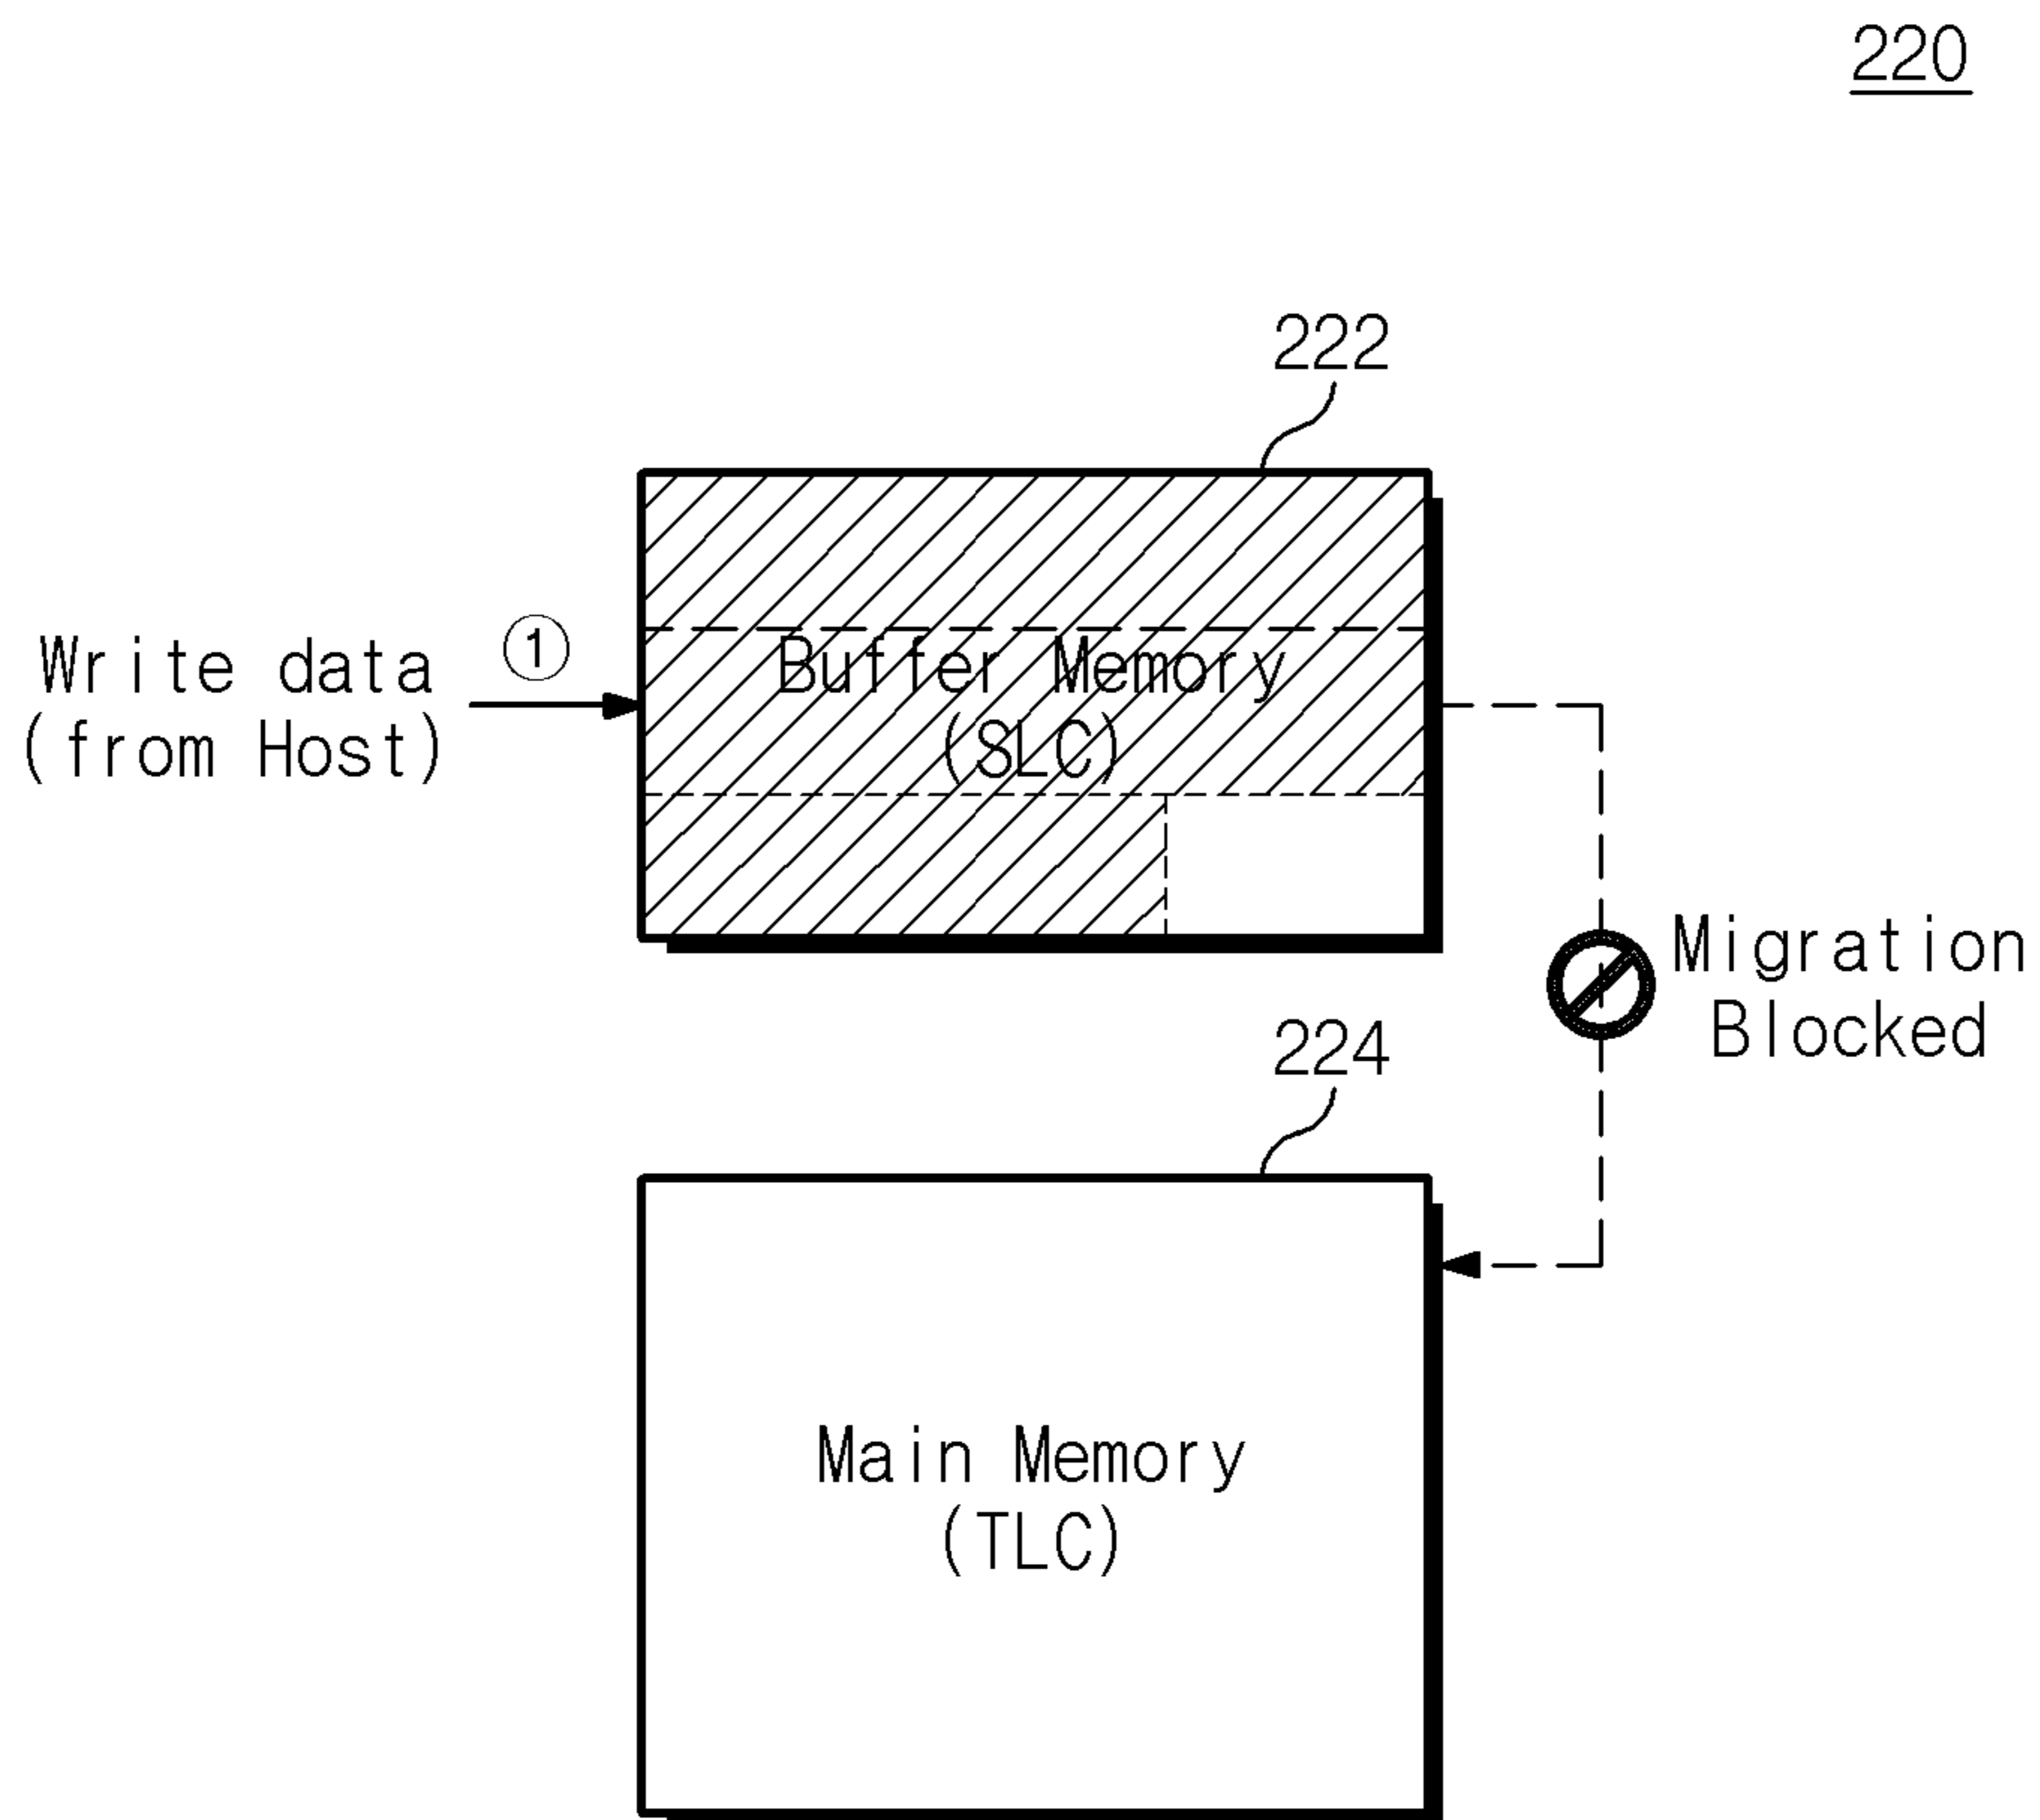 220
222
Write data
(from Host)
①
Buffer Memory
(SLC)
Migration
Blocked
224
Main Memory
(TLC)